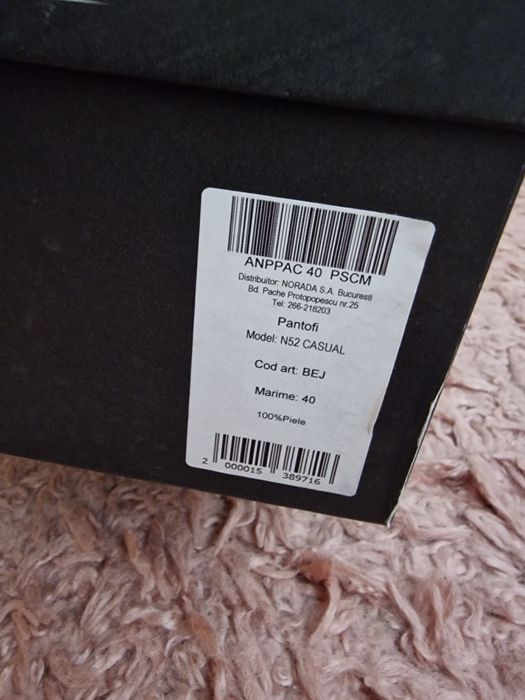 ANPPAC 40 PSCM
Distribuitor: NORADA S.A. Bucuresti
Bd. Pache Protopopescu nr.25
Tel: 266-218203
Pantofi
Model: N52 CASUAL
Cod art: BEJ
Marime: 40
100%Piele
2 000015 389716